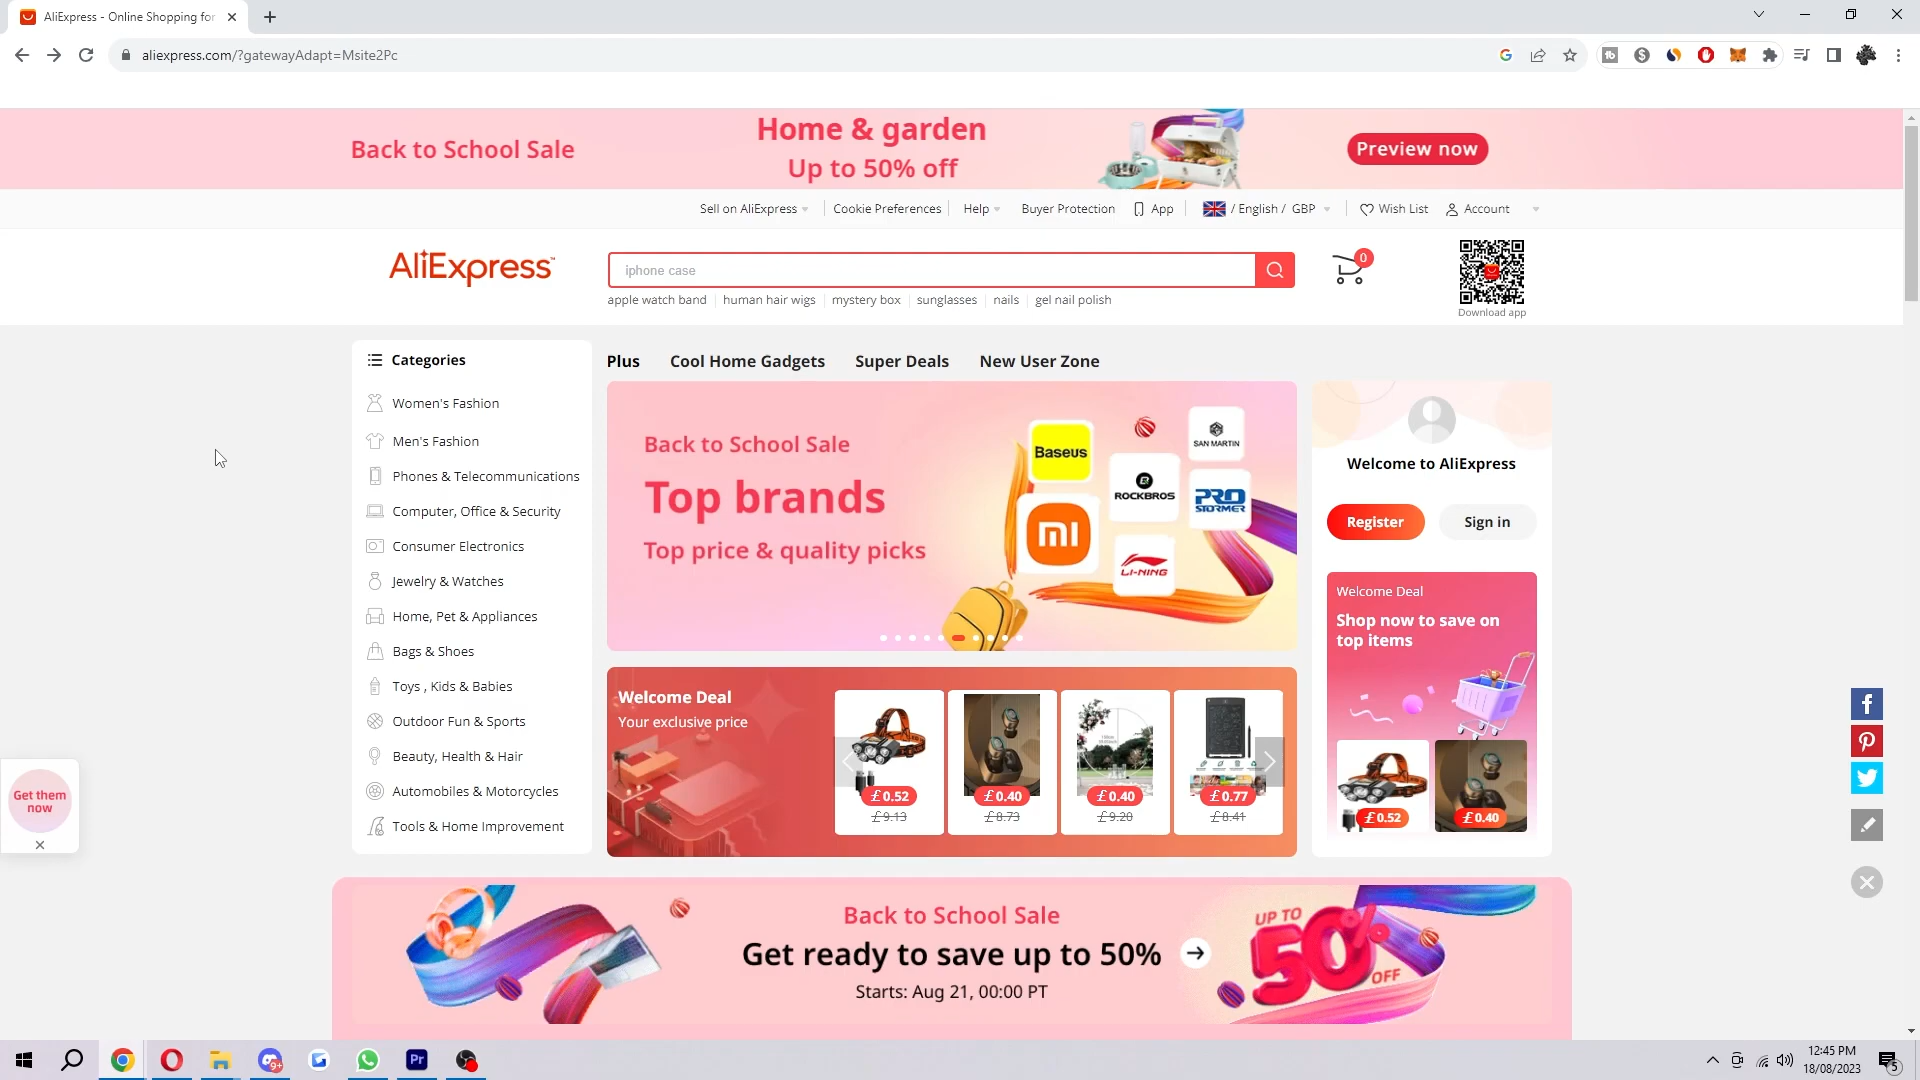 AliExpress - Online Shopping for
aliexpress.com/?gatewayAdapt=Msite2Pc
Back to School Sale
Home & garden
Up to 50% off
Preview now
Sell on AliExpress
Cookie Preferences
Help
Buyer Protection
App
/ English / GBP
Wish List
Account
AliExpress™
iphone case
0
apple watch band
human hair wigs
mystery box
sunglasses
nails
gel nail polish
Download app
Categories
Women's Fashion
Men's Fashion
Phones & Telecommunications
Computer, Office & Security
Consumer Electronics
Jewelry & Watches
Home, Pet & Appliances
Bags & Shoes
Toys , Kids & Babies
Outdoor Fun & Sports
Beauty, Health & Hair
Automobiles & Motorcycles
Tools & Home Improvement
Plus
Cool Home Gadgets
Super Deals
New User Zone
Back to School Sale
Top brands
Top price & quality picks
Baseus
SAN MARTIN
ROCKBROS
PRO
STORMER
mi
LI-NING
Welcome to AliExpress
Register
Sign in
Welcome Deal
Shop now to save on
top items
£0.52
£0.40
Welcome Deal
Your exclusive price
£0.52
£9.13
£0.40
£8.73
£0.40
£9.20
£0.77
£8.41
Get them
now
Back to School Sale
Get ready to save up to 50%
Starts: Aug 21, 00:00 PT
UP TO
50%
OFF
9+
Pr
12:45 PM
18/08/2023
5